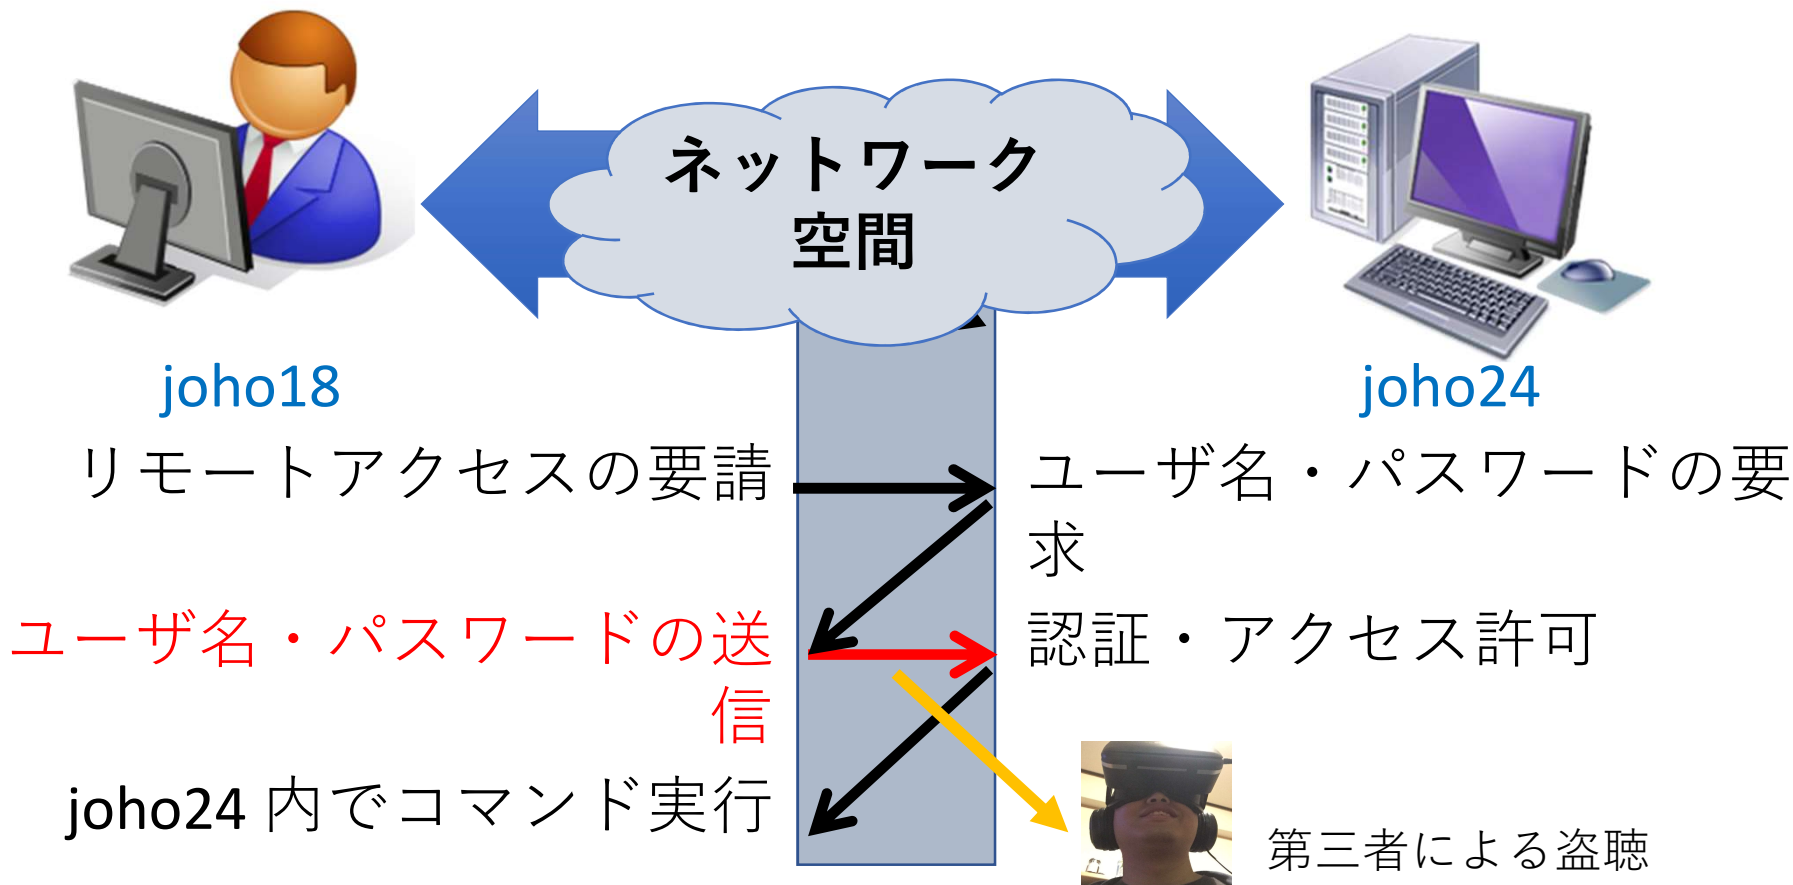 ネットワーク
空間
joho18
joho24
リモートアクセスの要請
ユーザ名・パスワードの要
求
ユーザ名・パスワードの送
信
認証・アクセス許可
joho24 内でコマンド実行
第三者による盗聴